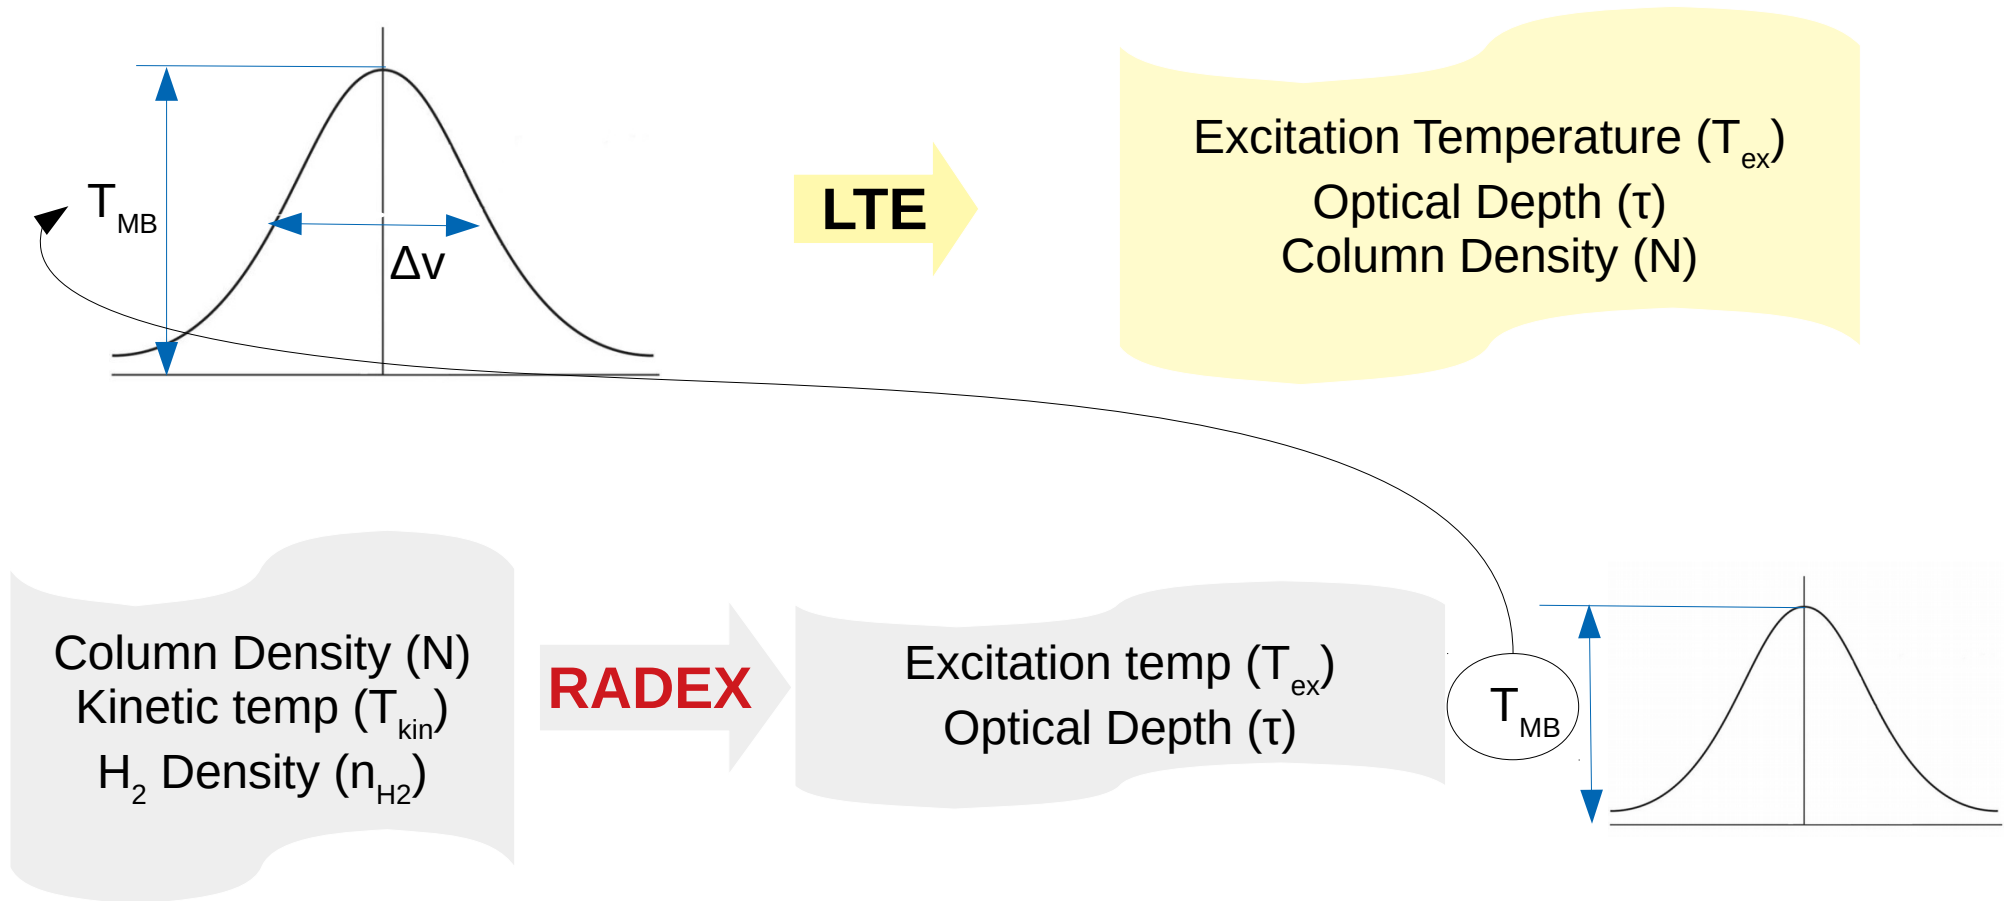 T_MB
Δv
LTE
Excitation Temperature (T_ex)
Optical Depth (τ)
Column Density (N)
Column Density (N)
Kinetic temp (T_kin)
H_2 Density (n_H2)
RADEX
Excitation temp (T_ex)
Optical Depth (τ)
T_MB